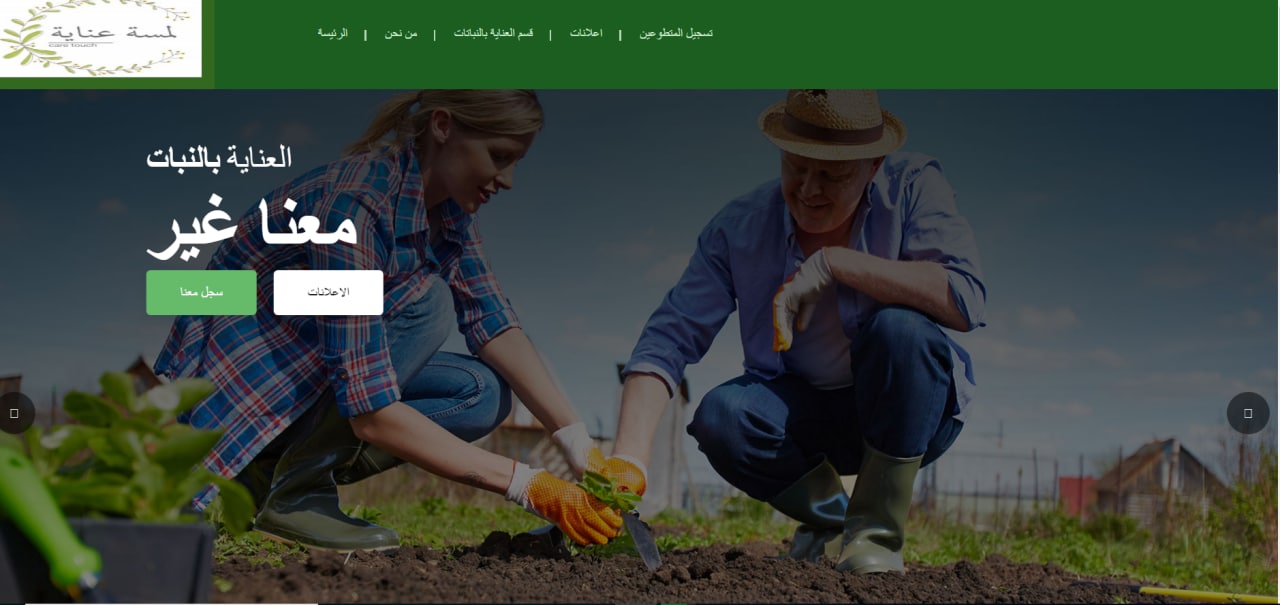 لمسة عناية
care touch
الرئيسة | من نحن | قسم العناية بالنباتات | اعلانات | تسجيل المتطوعين
العناية بالنبات
معنا غير
سجل معنا
الاعلانات